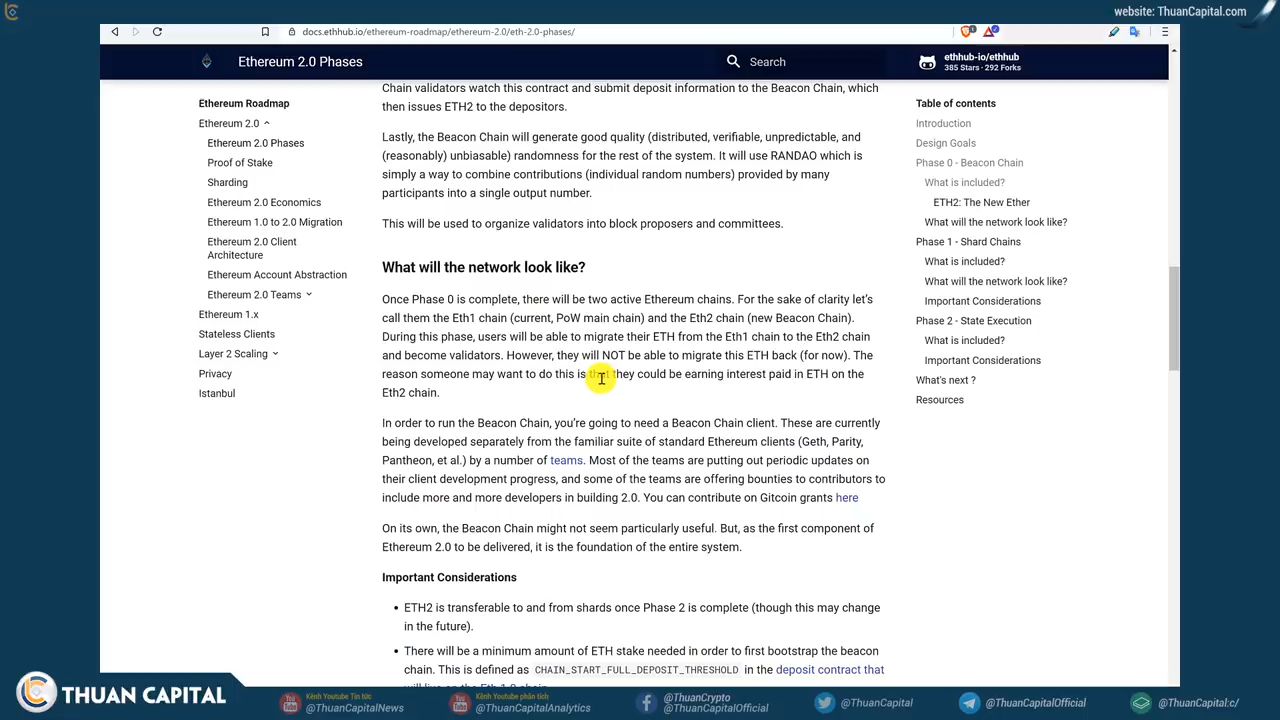 website: ThuanCapital.com
docs.ethhub.io/ethereum-roadmap/ethereum-2.0/eth-2.0-phases/
Ethereum 2.0 Phases
Search
ethhub-io/ethhub
385 Stars · 292 Forks
Ethereum Roadmap
Ethereum 2.0
Ethereum 2.0 Phases
Proof of Stake
Sharding
Ethereum 2.0 Economics
Ethereum 1.0 to 2.0 Migration
Ethereum 2.0 Client
Architecture
Ethereum Account Abstraction
Ethereum 2.0 Teams
Ethereum 1.x
Stateless Clients
Layer 2 Scaling
Privacy
Istanbul
Chain validators watch this contract and submit deposit information to the Beacon Chain, which
then issues ETH2 to the depositors.
Lastly, the Beacon Chain will generate good quality (distributed, verifiable, unpredictable, and
(reasonably) unbiasable) randomness for the rest of the system. It will use RANDAO which is
simply a way to combine contributions (individual random numbers) provided by many
participants into a single output number.
This will be used to organize validators into block proposers and committees.
What will the network look like?
Once Phase 0 is complete, there will be two active Ethereum chains. For the sake of clarity let's
call them the Eth1 chain (current, PoW main chain) and the Eth2 chain (new Beacon Chain).
During this phase, users will be able to migrate their ETH from the Eth1 chain to the Eth2 chain
and become validators. However, they will NOT be able to migrate this ETH back (for now). The
reason someone may want to do this is that they could be earning interest paid in ETH on the
Eth2 chain.
In order to run the Beacon Chain, you're going to need a Beacon Chain client. These are currently
being developed separately from the familiar suite of standard Ethereum clients (Geth, Parity,
Pantheon, et al.) by a number of teams. Most of the teams are putting out periodic updates on
their client development progress, and some of the teams are offering bounties to contributors to
include more and more developers in building 2.0. You can contribute on Gitcoin grants here
On its own, the Beacon Chain might not seem particularly useful. But, as the first component of
Ethereum 2.0 to be delivered, it is the foundation of the entire system.
Important Considerations
• ETH2 is transferable to and from shards once Phase 2 is complete (though this may change
in the future).
• There will be a minimum amount of ETH stake needed in order to first bootstrap the beacon
chain. This is defined as CHAIN_START_FULL_DEPOSIT_THRESHOLD in the deposit contract that
will live on the Eth 1.0 chain
Table of contents
Introduction
Design Goals
Phase 0 - Beacon Chain
What is included?
ETH2: The New Ether
What will the network look like?
Phase 1 - Shard Chains
What is included?
What will the network look like?
Important Considerations
Phase 2 - State Execution
What is included?
Important Considerations
What's next ?
Resources
THUAN CAPITAL
Kênh Youtube Tin tức
@ThuanCapitalNews
Kênh Youtube phân tích
@ThuanCapitalAnalytics
@ThuanCrypto
@ThuanCapitalOfficial
@ThuanCapital
@ThuanCapitalOfficial
@ThuanCapital:c/